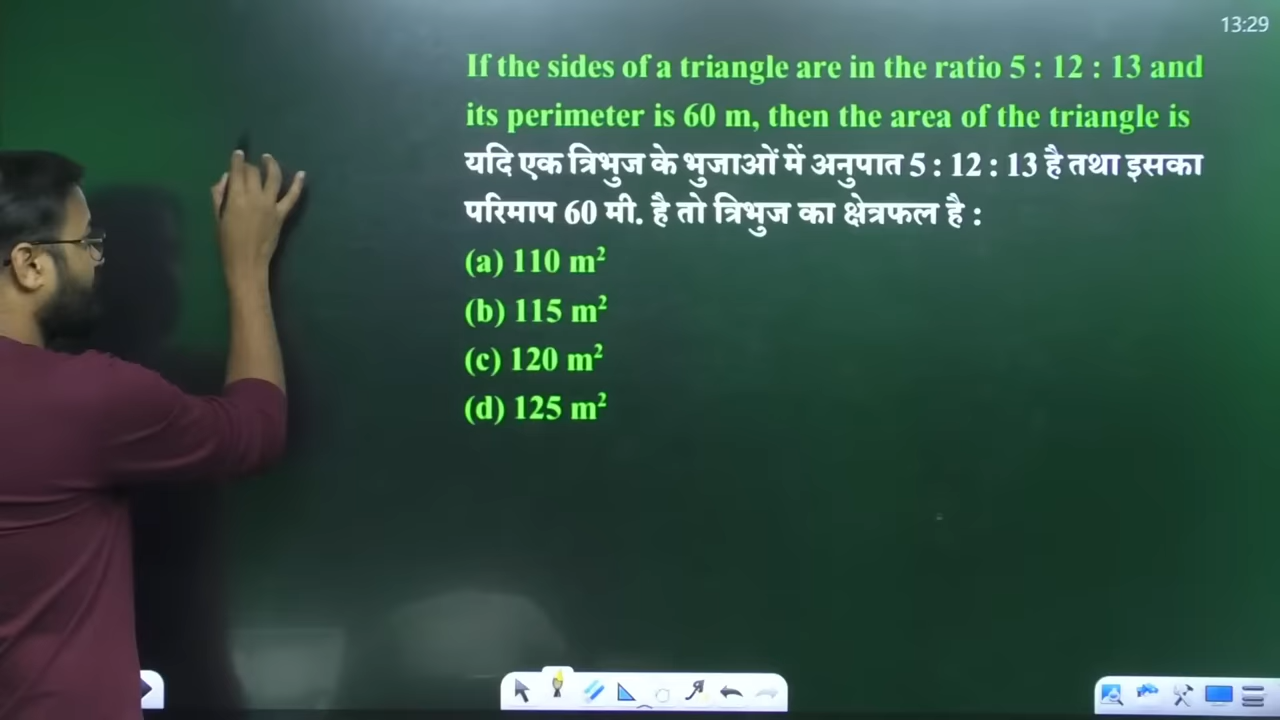 13:29
If the sides of a triangle are in the ratio 5 : 12 : 13 and
its perimeter is 60 m, then the area of the triangle is
यदि एक त्रिभुज के भुजाओं में अनुपात 5 : 12 : 13 है तथा इसका
परिमाप 60 मी. है तो त्रिभुज का क्षेत्रफल है :
(a) 110 m²
(b) 115 m²
(c) 120 m²
(d) 125 m²